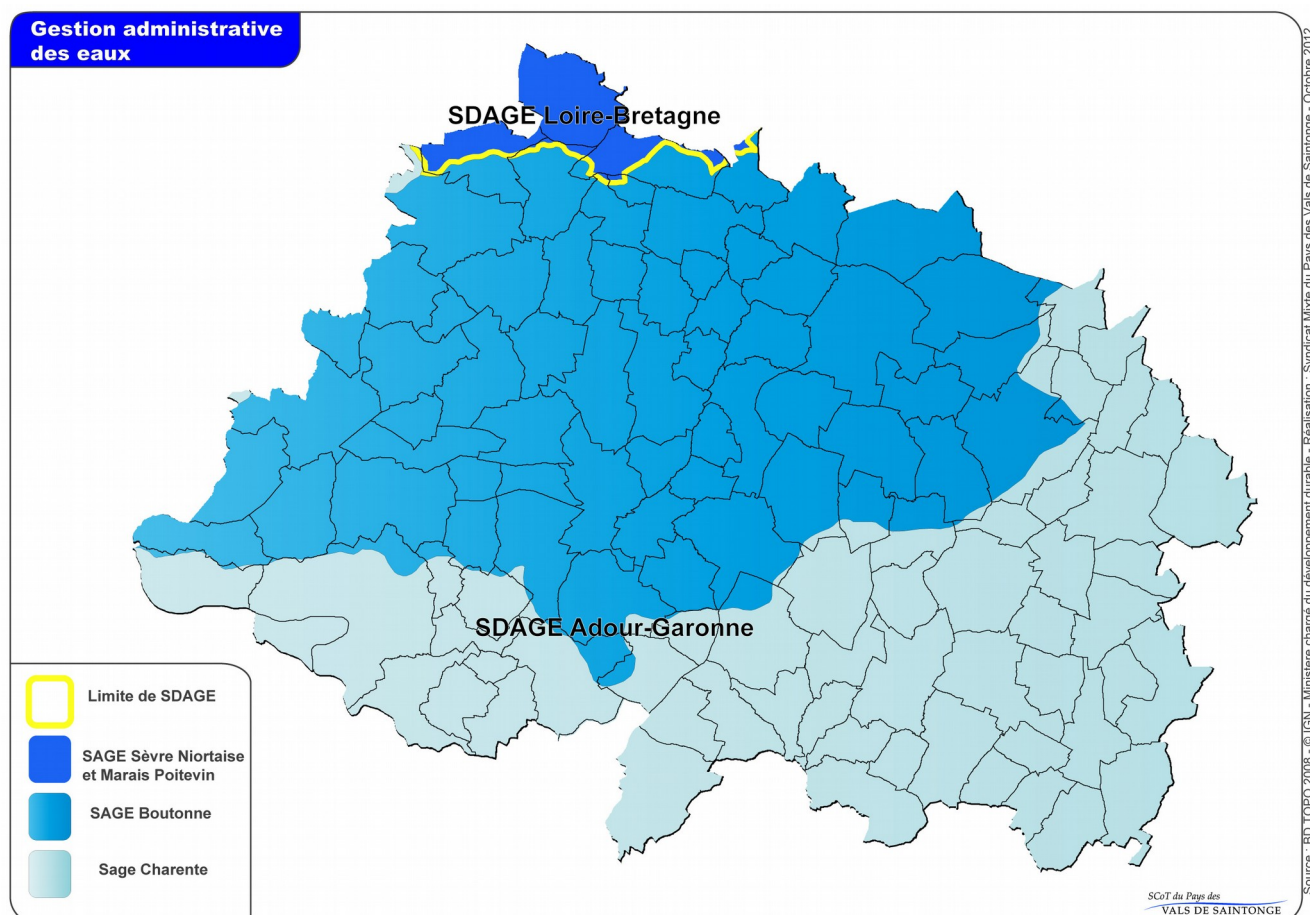 Gestion administrative
des eaux
SDAGE Loire-Bretagne
SDAGE Adour-Garonne
Limite de SDAGE
SAGE Sèvre Niortaise
et Marais Poitevin
SAGE Boutonne
Sage Charente
SCoT du Pays des
VALS DE SAINTONGE
Source : BD TOPO 2008 - © IGN - Ministère chargé du développement durable - Réalisation : Syndicat Mixte du Pays des Vals de Saintonge - Octobre 2012